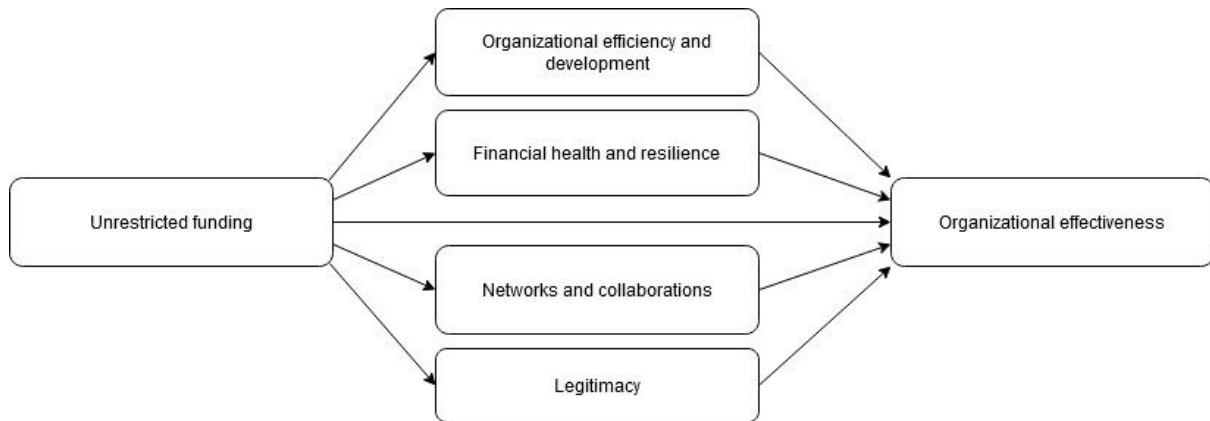 Organizational efficiency and
development
Financial health and resilience
Unrestricted funding
Organizational effectiveness
Networks and collaborations
Legitimacy